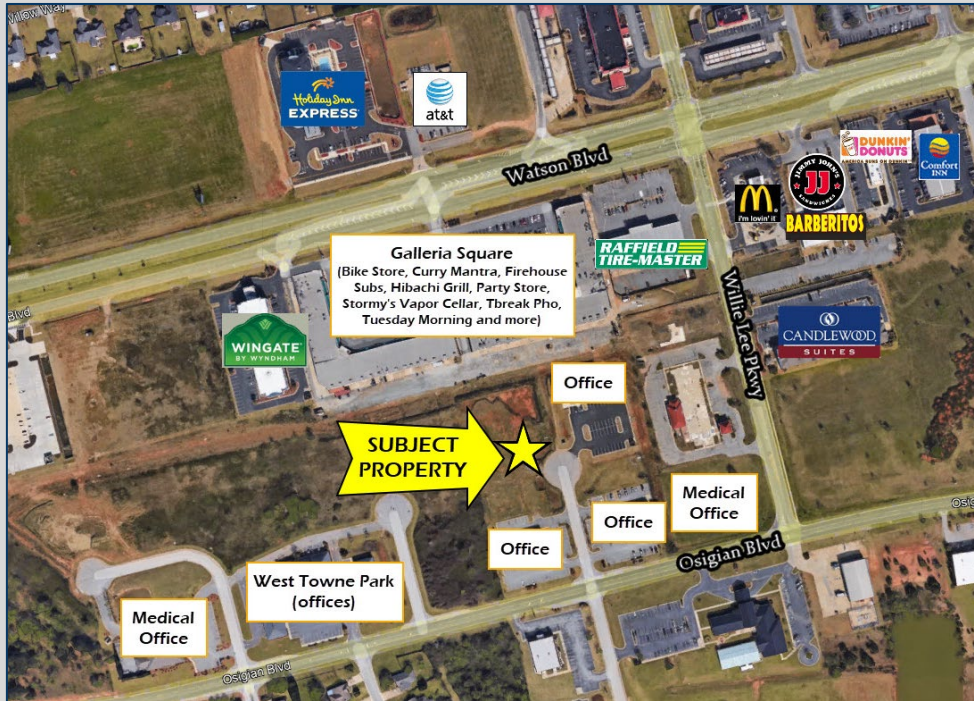 Willow Way
Holiday Inn
EXPRESS
at&t
Watson Blvd
DUNKIN'
DONUTS
AMERICA RUNS ON DUNKIN'
Comfort
INN
JIMMY JOHN'S
JJ
SANDWICHES
i'm lovin' it
BARBERITOS
RAFFIELD
TIRE-MASTER
Galleria Square
(Bike Store, Curry Mantra, Firehouse
Subs, Hibachi Grill, Party Store,
Stormy's Vapor Cellar, Tbreak Pho,
Tuesday Morning and more)
Blvd
WINGATE
BY WYNDHAM
Willie Lee Pkwy
CANDLEWOOD
SUITES
Office
SUBJECT
PROPERTY
Medical
Office
Office
Office
Osigian Blvd
Osig
West Towne Park
(offices)
Medical
Office
Osigian Blvd